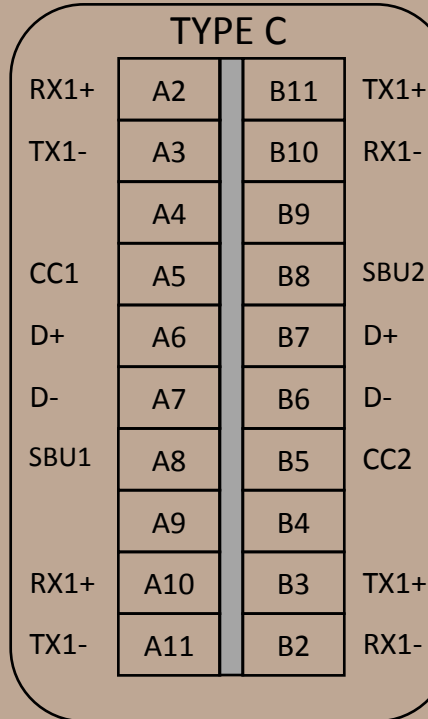 TYPE C
RX1+ A2 B11 TX1+
TX1- A3 B10 RX1-
A4 B9
CC1 A5 B8 SBU2
D+ A6 B7 D+
D- A7 B6 D-
SBU1 A8 B5 CC2
A9 B4
RX1+ A10 B3 TX1+
TX1- A11 B2 RX1-